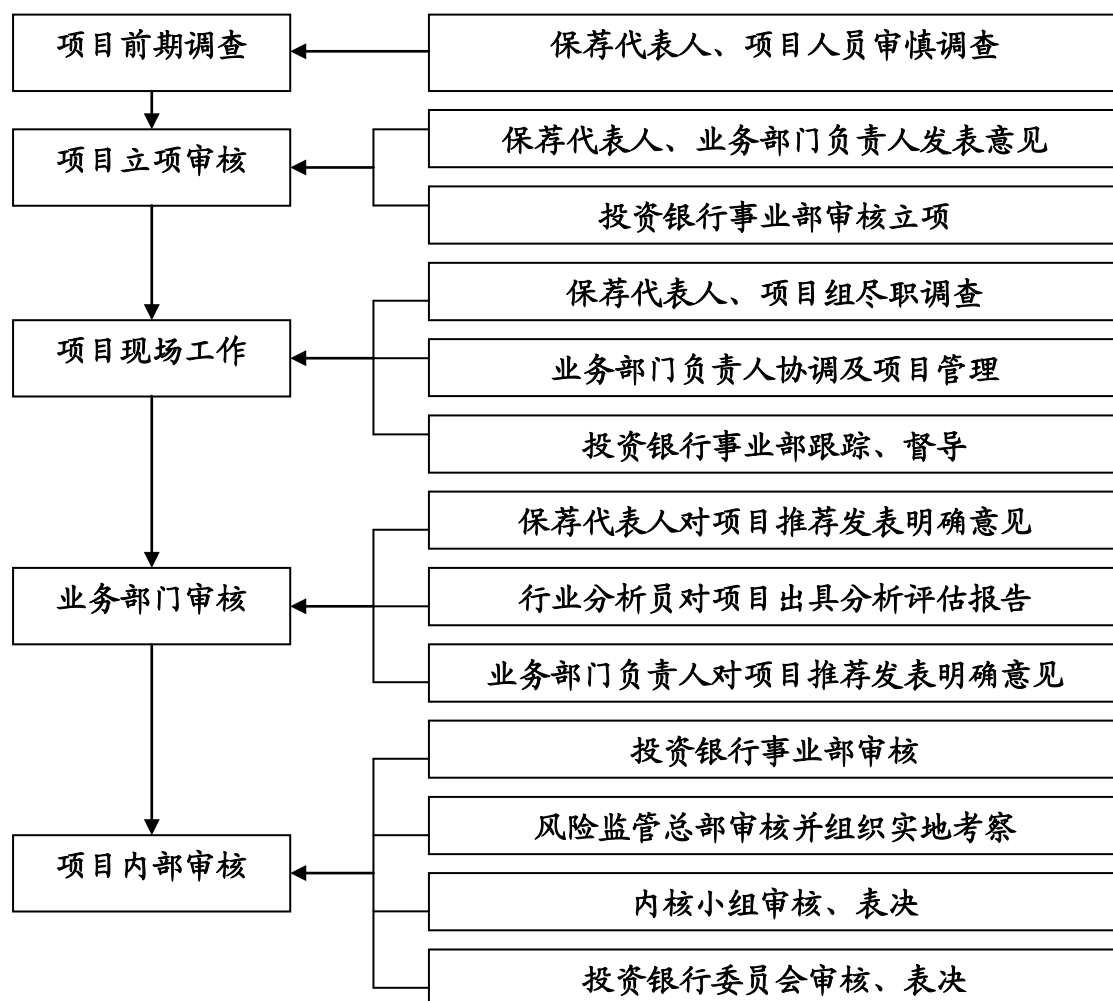 项目前期调查
保荐代表人、项目人员审慎调查
项目立项审核
保荐代表人、业务部门负责人发表意见
投资银行事业部审核立项
项目现场工作
保荐代表人、项目组尽职调查
业务部门负责人协调及项目管理
投资银行事业部跟踪、督导
业务部门审核
保荐代表人对项目推荐发表明确意见
行业分析员对项目出具分析评估报告
业务部门负责人对项目推荐发表明确意见
项目内部审核
投资银行事业部审核
风险监管总部审核并组织实地考察
内核小组审核、表决
投资银行委员会审核、表决